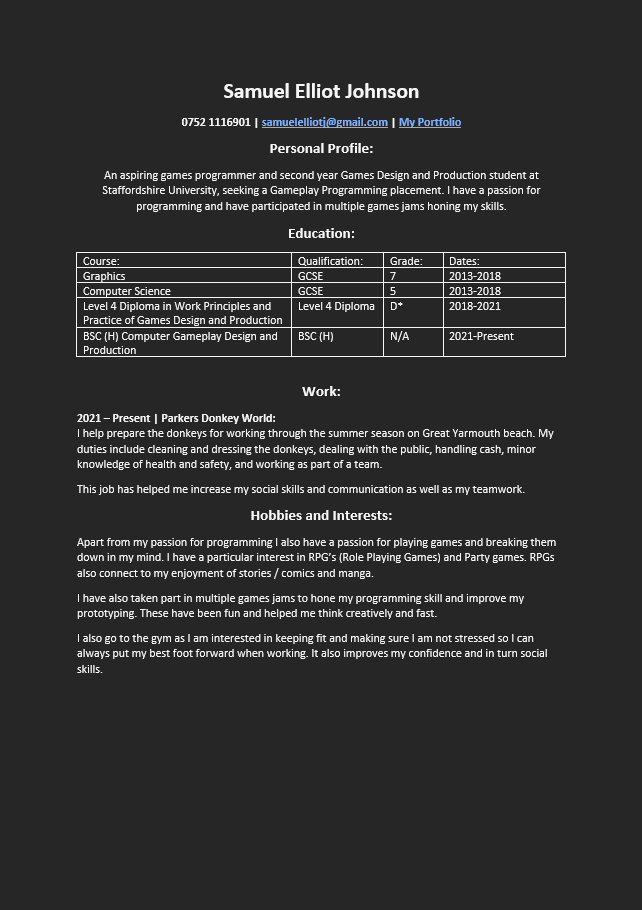 Samuel Elliot Johnson
0752 1116901 | samuelelliotj@gmail.com | My Portfolio
Personal Profile:
An aspiring games programmer and second year Games Design and Production student at
Staffordshire University, seeking a Gameplay Programming placement. I have a passion for
programming and have participated in multiple games jams honing my skills.
Education:
Course: Qualification: Grade: Dates:
Graphics GCSE 7 2013-2018
Computer Science GCSE 5 2013-2018
Level 4 Diploma in Work Principles and Level 4 Diploma D* 2018-2021
Practice of Games Design and Production
BSC (H) Computer Gameplay Design and BSC (H) N/A 2021-Present
Production
Work:
2021 – Present | Parkers Donkey World:
I help prepare the donkeys for working through the summer season on Great Yarmouth beach. My
duties include cleaning and dressing the donkeys, dealing with the public, handling cash, minor
knowledge of health and safety, and working as part of a team.
This job has helped me increase my social skills and communication as well as my teamwork.
Hobbies and Interests:
Apart from my passion for programming I also have a passion for playing games and breaking them
down in my mind. I have a particular interest in RPG's (Role Playing Games) and Party games. RPGs
also connect to my enjoyment of stories / comics and manga.
I have also taken part in multiple games jams to hone my programming skill and improve my
prototyping. These have been fun and helped me think creatively and fast.
I also go to the gym as I am interested in keeping fit and making sure I am not stressed so I can
always put my best foot forward when working. It also improves my confidence and in turn social
skills.